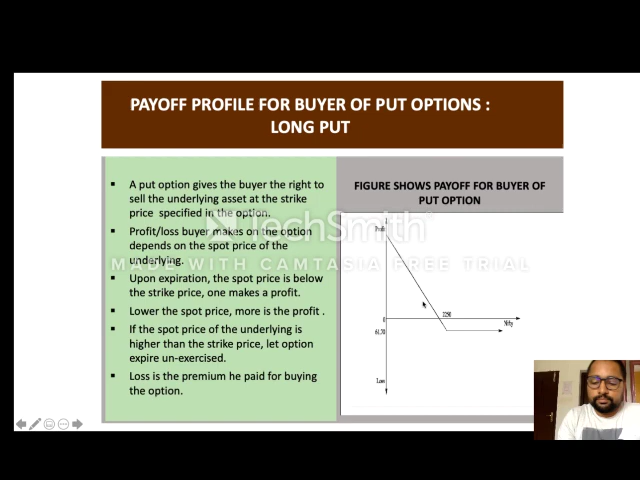 PAYOFF PROFILE FOR BUYER OF PUT OPTIONS :
LONG PUT
▪ A put option gives the buyer the right to
sell the underlying asset at the strike
price specified in the option.
▪ Profit/loss buyer makes on the option
depends on the spot price of the
underlying.
▪ Upon expiration, the spot price is below
the strike price, one makes a profit.
▪ Lower the spot price, more is the profit .
▪ If the spot price of the underlying is
higher than the strike price, let option
expire un-exercised.
▪ Loss is the premium he paid for buying
the option.
FIGURE SHOWS PAYOFF FOR BUYER OF
PUT OPTION
Profit
2250
0
Nifty
61.70
Loss
TechSmith
MADE WITH CAMTASIA FREE TRIAL